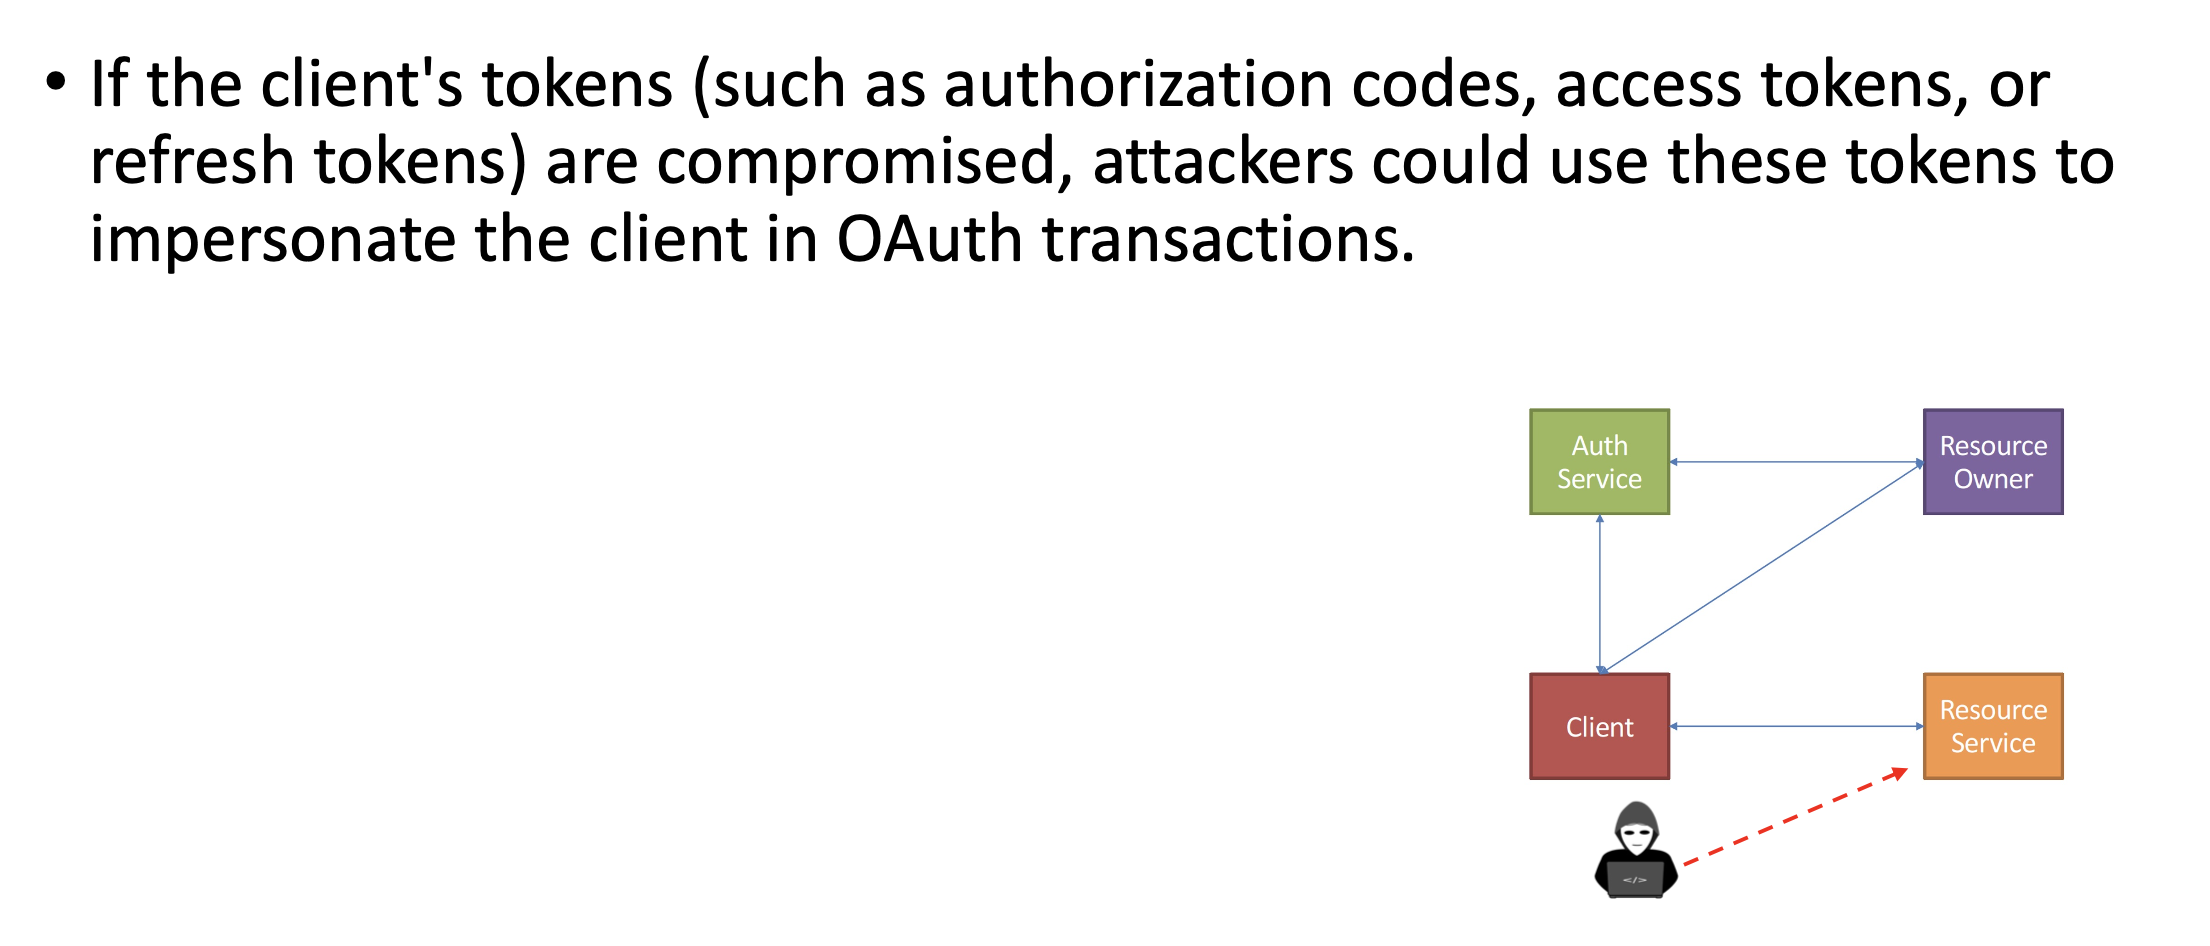 • If the client's tokens (such as authorization codes, access tokens, or
refresh tokens) are compromised, attackers could use these tokens to
impersonate the client in OAuth transactions.
Auth
Service
Resource
Owner
Client
Resource
Service
</>